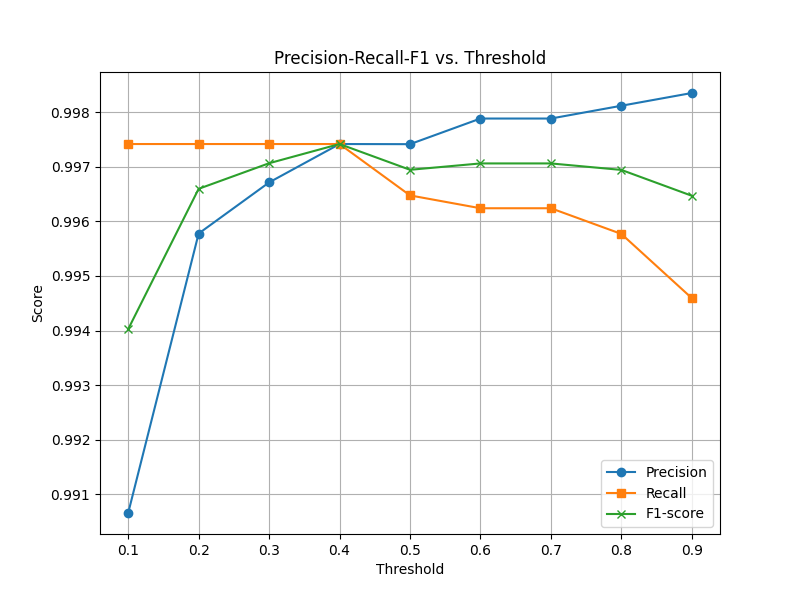 Precision-Recall-F1 vs. Threshold
0.998
0.997
0.996
0.995
0.994
0.993
0.992
0.991
Score
0.1 0.2 0.3 0.4 0.5 0.6 0.7 0.8 0.9
Threshold
Precision
Recall
F1-score